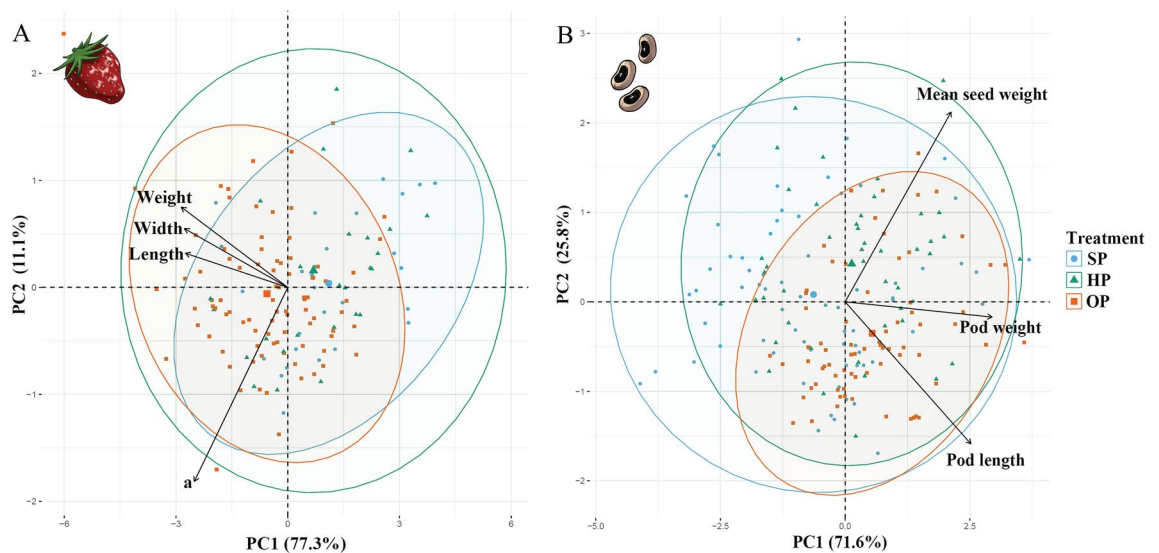 A
PC2 (11.1%)
2
1
0
-1
-2
Weight
Width
Length
a
-6
-3
0
3
6
PC1 (77.3%)
B
PC2 (25.8%)
3
2
1
0
-1
-2
Mean seed weight
Pod weight
Pod length
-5.0
-2.5
0.0
2.5
PC1 (71.6%)
Treatment
SP
HP
OP